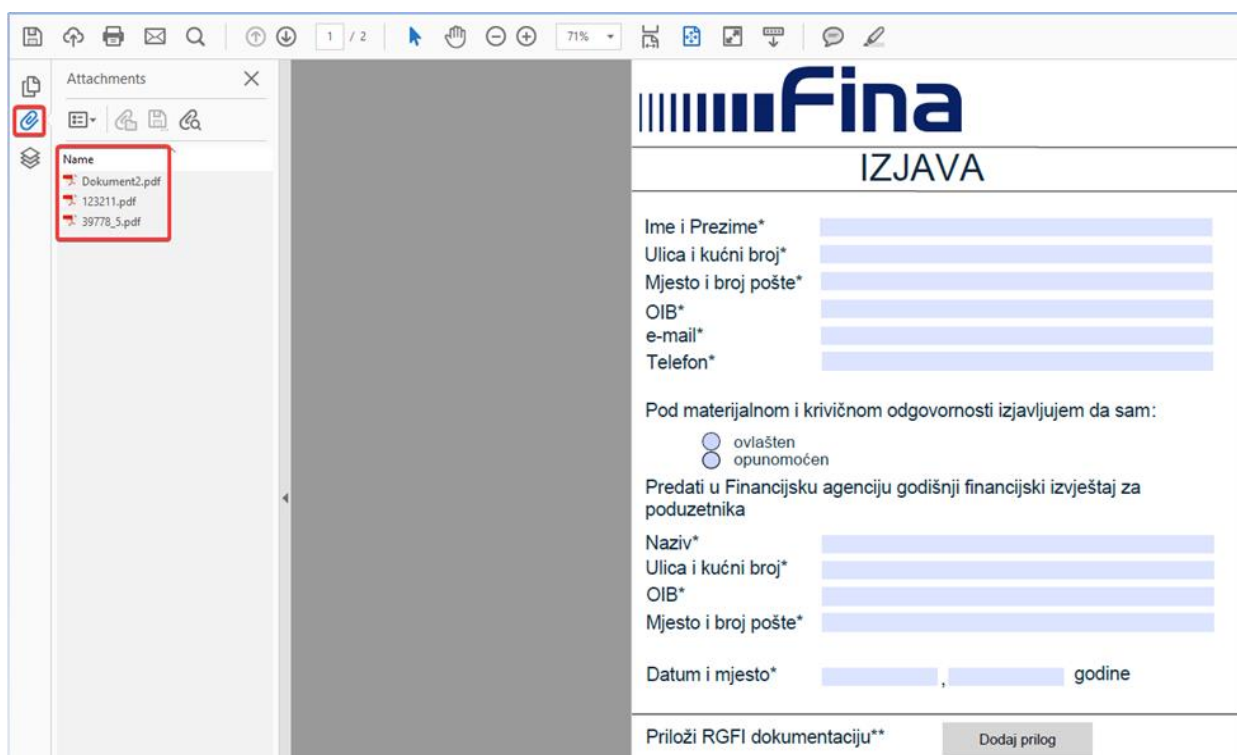 1 / 2
71%
Attachments
Name
Dokument2.pdf
123211.pdf
39778_5.pdf
Fina
IZJAVA
Ime i Prezime*
Ulica i kućni broj*
Mjesto i broj pošte*
OIB*
e-mail*
Telefon*
Pod materijalnom i krivičnom odgovornosti izjavljujem da sam:
ovlašten
opunomoćen
Predati u Financijsku agenciju godišnji financijski izvještaj za
poduzetnika
Naziv*
Ulica i kućni broj*
OIB*
Mjesto i broj pošte*
Datum i mjesto* , godine
Priloži RGFI dokumentaciju** Dodaj prilog